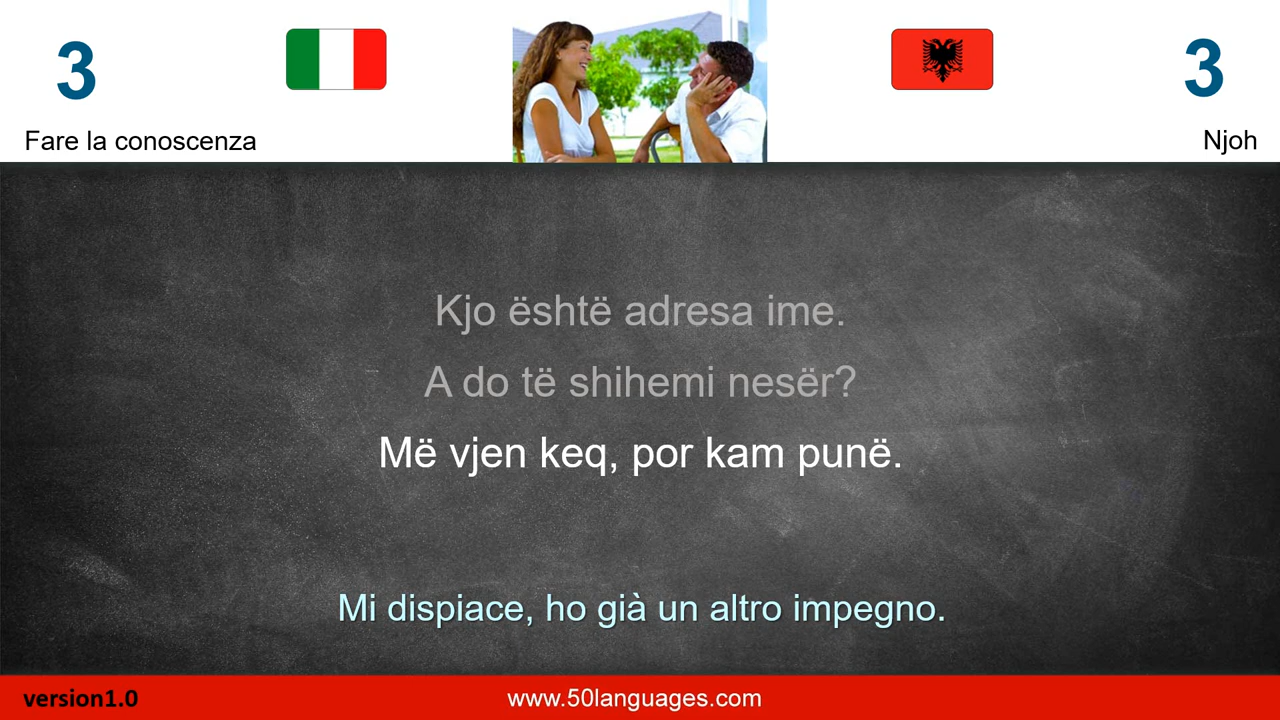 3
3
Fare la conoscenza
Njoh
Kjo është adresa ime.
A do të shihemi nesër?
Më vjen keq, por kam punë.
Mi dispiace, ho già un altro impegno.
version1.0
www.50languages.com